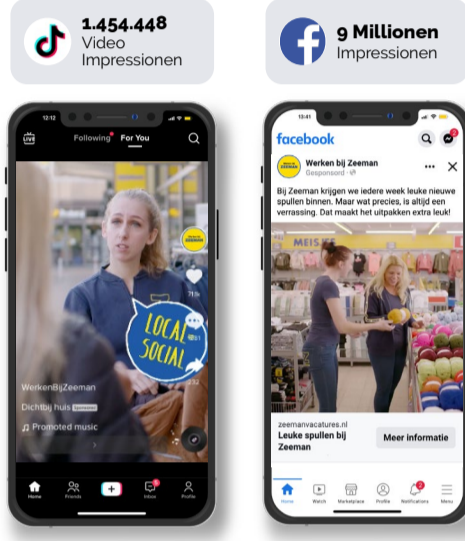 1.454.448
Video
Impressionen
9 Millionen
Impressionen
12:12
LIVE
Following
For You
LOCAL
SOCIAL
WerkenBijZeeman
Dichtbij huis
♫ Promoted music
Home
Friends
Inbox
Profile
13:41
facebook
Werken bij Zeeman
Gesponsord
Bij Zeeman krijgen we iedere week leuke nieuwe
spullen binnen. Maar wat precies, is altijd een
verrassing. Dat maakt het uitpakken extra leuk!
MEISJE
zeemanvacatures.nl
Leuke spullen bij
Zeeman
Meer informatie
Home
Watch
Marketplace
Profile
Notifications
Menu